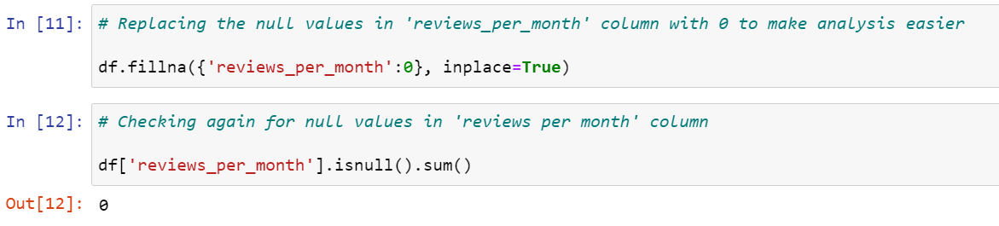 In [11]: # Replacing the null values in 'reviews_per_month' column with 0 to make analysis easier
df.fillna({'reviews_per_month':0}, inplace=True)
In [12]: # Checking again for null values in 'reviews per month' column
df['reviews_per_month'].isnull().sum()
Out[12]: 0